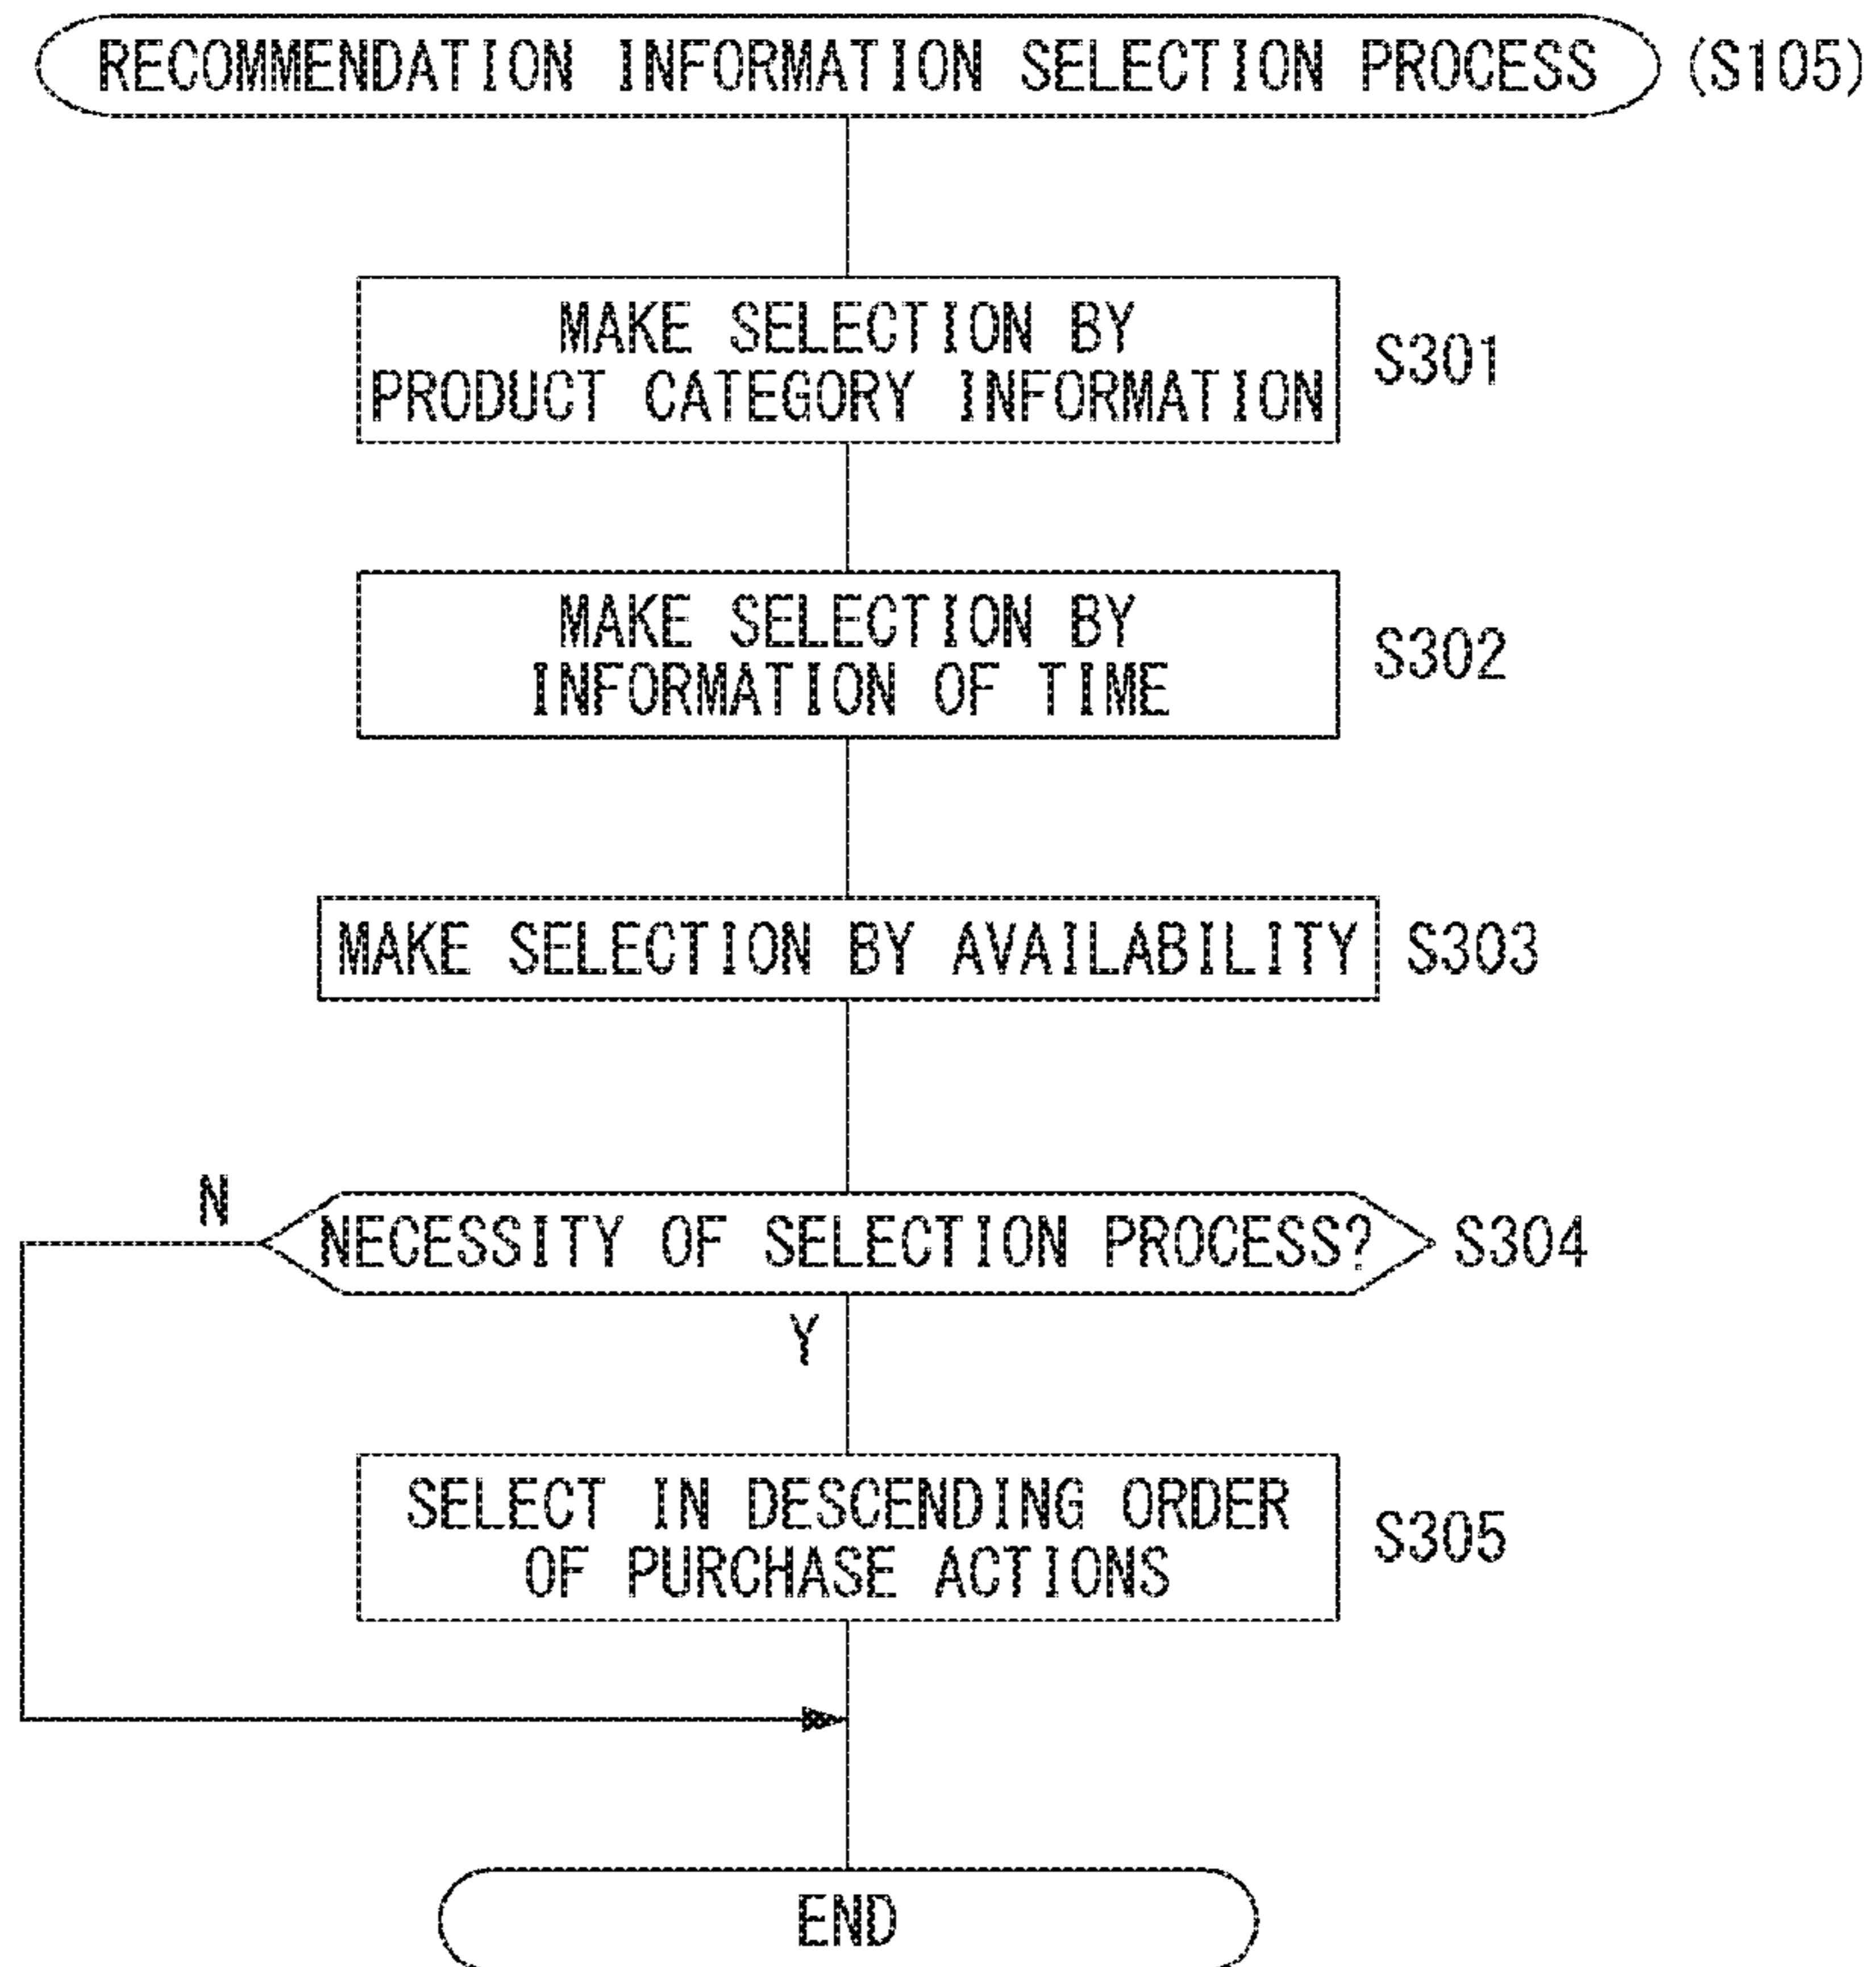 RECOMMENDATION INFORMATION SELECTION PROCESS (S105)
MAKE SELECTION BY
PRODUCT CATEGORY INFORMATION
S301
MAKE SELECTION BY
INFORMATION OF TIME
S302
MAKE SELECTION BY AVAILABILITY S303
N
NECESSITY OF SELECTION PROCESS? S304
Y
SELECT IN DESCENDING ORDER
OF PURCHASE ACTIONS
S305
END